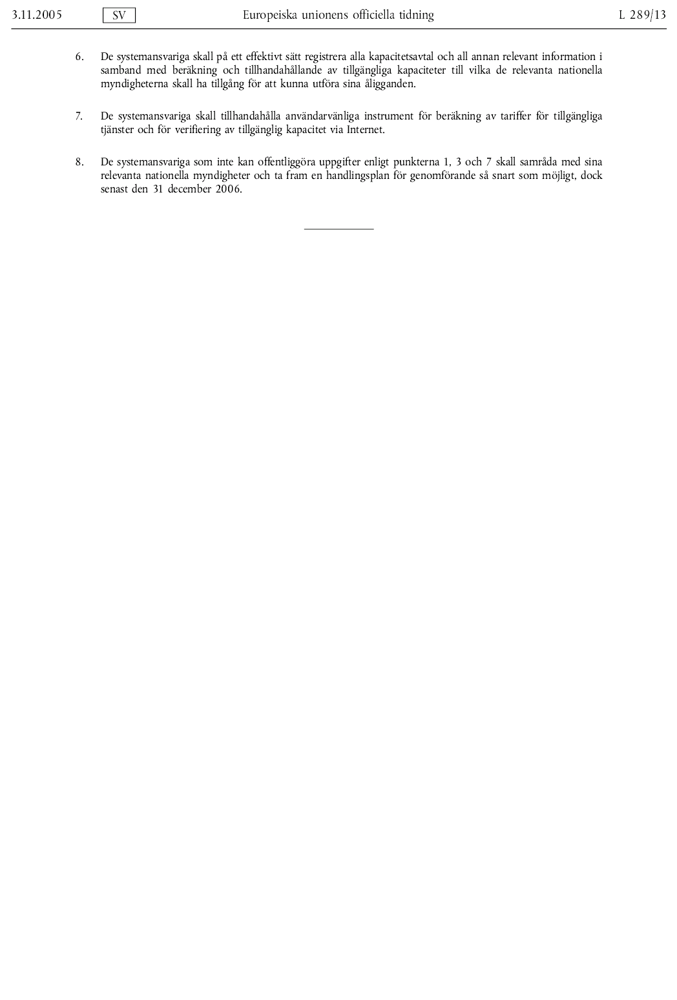 3.11.2005 SV Europeiska unionens officiella tidning L 289/13
6. De systemansvariga skall på ett effektivt sätt registrera alla kapacitetsavtal och all annan relevant information i
samband med beräkning och tillhandahållande av tillgängliga kapaciteter till vilka de relevanta nationella
myndigheterna skall ha tillgång för att kunna utföra sina åligganden.
7. De systemansvariga skall tillhandahålla användarvänliga instrument för beräkning av tariffer för tillgängliga
tjänster och för verifiering av tillgänglig kapacitet via Internet.
8. De systemansvariga som inte kan offentliggöra uppgifter enligt punkterna 1, 3 och 7 skall samråda med sina
relevanta nationella myndigheter och ta fram en handlingsplan för genomförande så snart som möjligt, dock
senast den 31 december 2006.